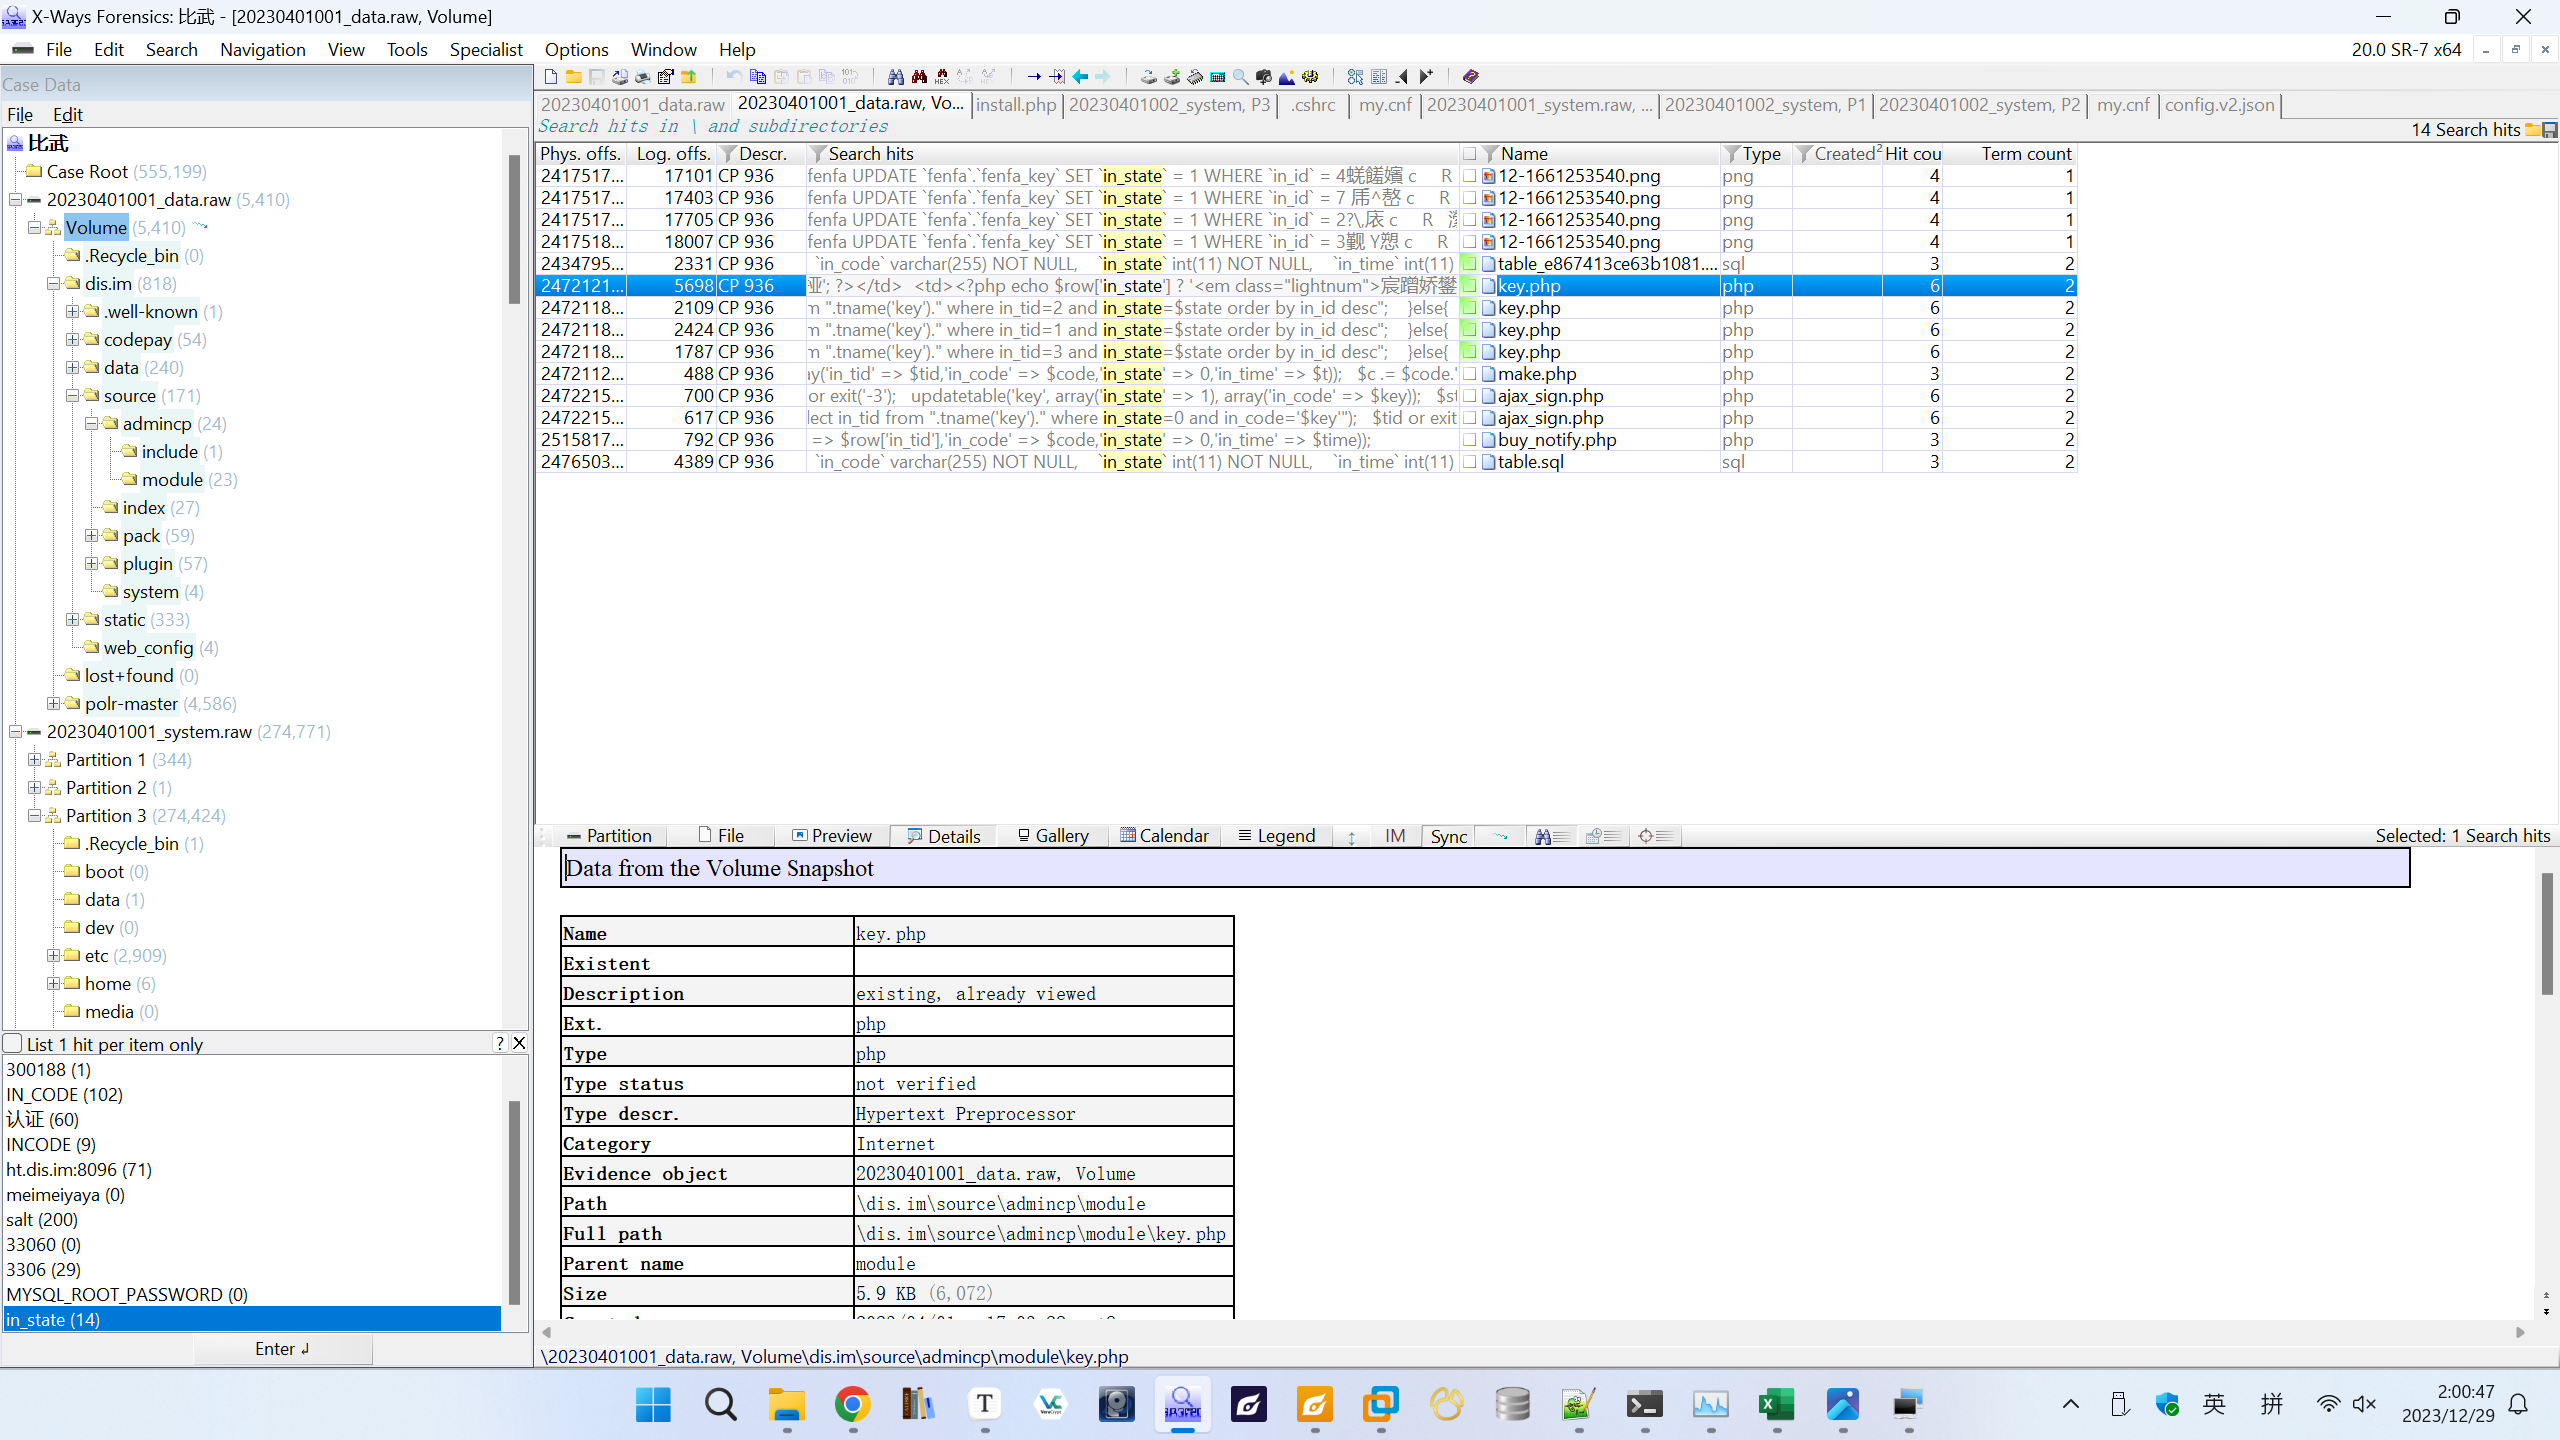 X-Ways Forensics: 比武 - [20230401001_data.raw, Volume]
File Edit Search Navigation View Tools Specialist Options Window Help 20.0 SR-7 x64
Case Data
File Edit
比武
Case Root (555,199)
20230401001_data.raw (5,410)
Volume (5,410)
.Recycle_bin (0)
dis.im (818)
.well-known (1)
codepay (54)
data (240)
source (171)
admincp (24)
include (1)
module (23)
index (27)
pack (59)
plugin (57)
system (4)
static (333)
web_config (4)
lost+found (0)
polr-master (4,586)
20230401001_system.raw (274,771)
Partition 1 (344)
Partition 2 (1)
Partition 3 (274,424)
.Recycle_bin (1)
boot (0)
data (1)
dev (0)
etc (2,909)
home (6)
media (0)
List 1 hit per item only
300188 (1)
IN_CODE (102)
认证 (60)
INCODE (9)
ht.dis.im:8096 (71)
meimeiyaya (0)
salt (200)
33060 (0)
3306 (29)
MYSQL_ROOT_PASSWORD (0)
in_state (14)
Enter ↲
20230401001_data.raw 20230401001_data.raw, Vo... install.php 20230401002_system, P3 .cshrc my.cnf 20230401001_system.raw, ... 20230401002_system, P1 20230401002_system, P2 my.cnf config.v2.json
Search hits in \ and subdirectories
14 Search hits
Phys. offs. Log. offs. Descr. Search hits Name Type Created² Hit cou Term count
2417517... 17101 CP 936 fenfa UPDATE `fenfa`.`fenfa_key` SET `in_state` = 1 WHERE `in_id` = 4 c R 12-1661253540.png png 4 1
2417517... 17403 CP 936 fenfa UPDATE `fenfa`.`fenfa_key` SET `in_state` = 1 WHERE `in_id` = 7 c R 12-1661253540.png png 4 1
2417517... 17705 CP 936 fenfa UPDATE `fenfa`.`fenfa_key` SET `in_state` = 1 WHERE `in_id` = 2?\, c R 12-1661253540.png png 4 1
2417518... 18007 CP 936 fenfa UPDATE `fenfa`.`fenfa_key` SET `in_state` = 1 WHERE `in_id` = 3觐 Y愬 c R 12-1661253540.png png 4 1
2434795... 2331 CP 936 `in_code` varchar(255) NOT NULL, `in_state` int(11) NOT NULL, `in_time` int(11) table_e867413ce63b1081.... sql 3 2
2472121... 5698 CP 936 '; ?></td> <td><?php echo $row['in_state'] ? '<em class="lightnum">宸蹭娇鐢 key.php php 6 2
2472118... 2109 CP 936 m ".tname('key')." where in_tid=2 and in_state=$state order by in_id desc"; }else{ key.php php 6 2
2472118... 2424 CP 936 m ".tname('key')." where in_tid=1 and in_state=$state order by in_id desc"; }else{ key.php php 6 2
2472118... 1787 CP 936 m ".tname('key')." where in_tid=3 and in_state=$state order by in_id desc"; }else{ key.php php 6 2
2472112... 488 CP 936 ay('in_tid' => $tid,'in_code' => $code,'in_state' => 0,'in_time' => $t)); $c .= $code.' make.php php 3 2
2472215... 700 CP 936 or exit('-3'); updatetable('key', array('in_state' => 1), array('in_code' => $key)); $st ajax_sign.php php 6 2
2472215... 617 CP 936 lect in_tid from ".tname('key')." where in_state=0 and in_code='$key'"); $tid or exit ajax_sign.php php 6 2
2515817... 792 CP 936 => $row['in_tid'],'in_code' => $code,'in_state' => 0,'in_time' => $time)); buy_notify.php php 3 2
2476503... 4389 CP 936 `in_code` varchar(255) NOT NULL, `in_state` int(11) NOT NULL, `in_time` int(11) table.sql sql 3 2
Partition File Preview Details Gallery Calendar Legend IM Sync Selected: 1 Search hits
Data from the Volume Snapshot
Name key.php
Existent
Description existing, already viewed
Ext. php
Type php
Type status not verified
Type descr. Hypertext Preprocessor
Category Internet
Evidence object 20230401001_data.raw, Volume
Path \dis.im\source\admincp\module
Full path \dis.im\source\admincp\module\key.php
Parent name module
Size 5.9 KB (6,072)
\20230401001_data.raw, Volume\dis.im\source\admincp\module\key.php
英 拼 2:00:47
2023/12/29